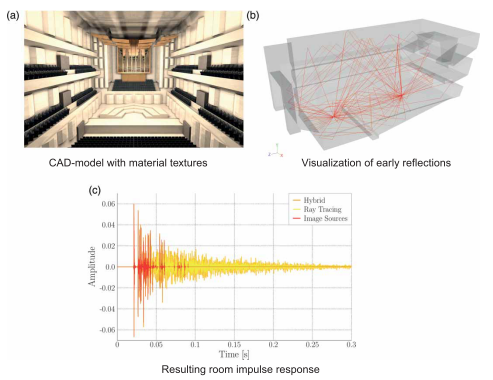 (a)
(b)
CAD-model with material textures
Visualization of early reflections
(c)
Hybrid
Ray Tracing
Image Sources
Amplitude
0.06
0.04
0.02
0.0
-0.02
-0.04
-0.06
0
0.05
0.1
0.15
0.2
0.25
0.3
Time [s]
Resulting room impulse response